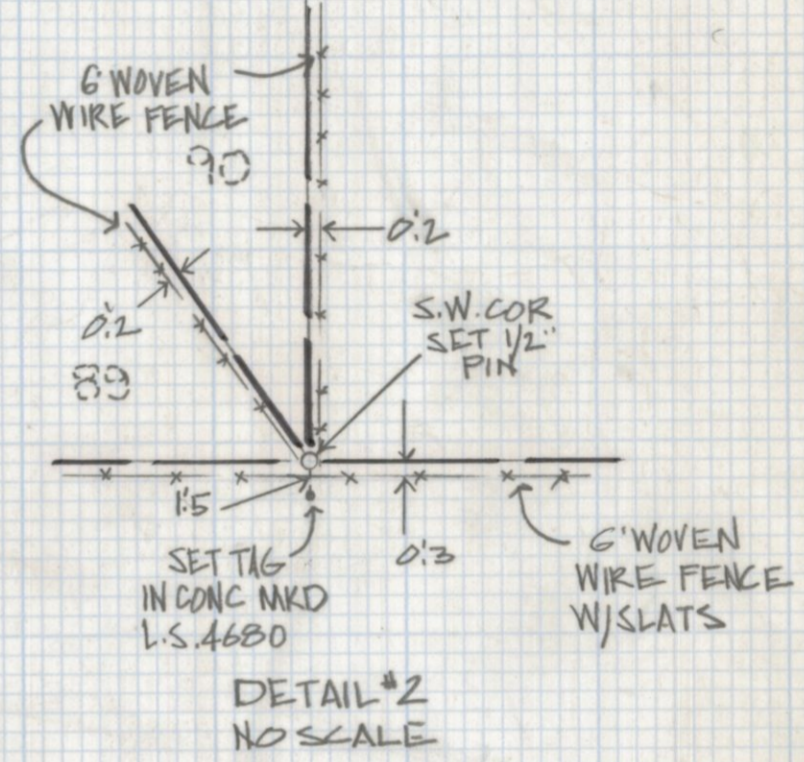 6' WOVEN
WIRE FENCE
90
0.'2
S.W. COR
SET 1/2"
PIN
0.'2
89
1.'5
0.'3
SET TAG
IN CONC MKD
L.S. 4680
6' WOVEN
WIRE FENCE
W/SLATS
DETAIL #2
NO SCALE